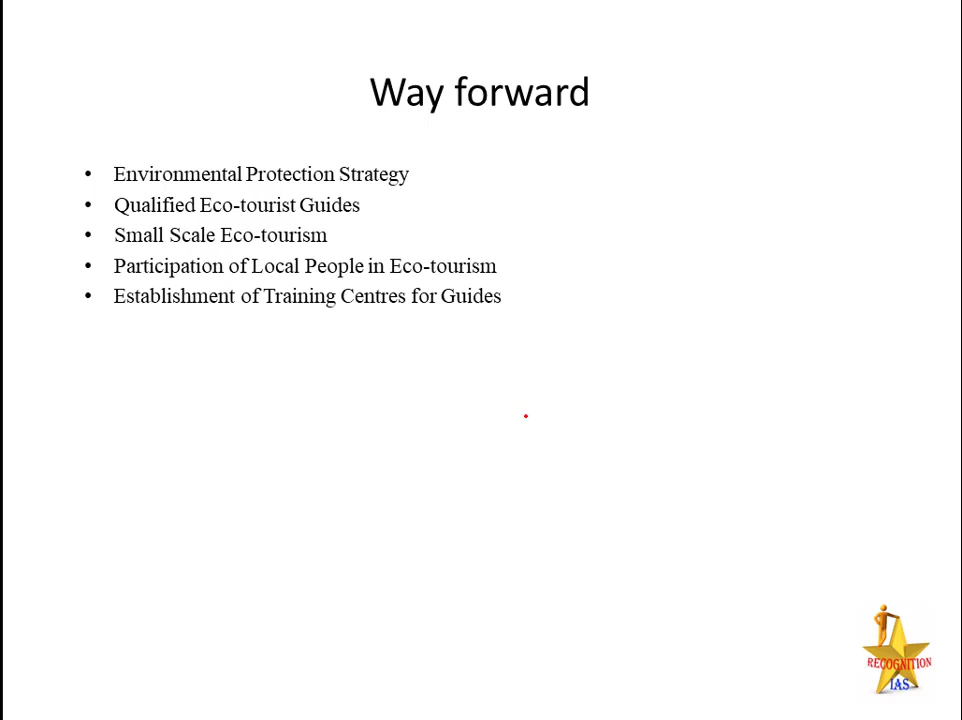 Way forward
• Environmental Protection Strategy
• Qualified Eco-tourist Guides
• Small Scale Eco-tourism
• Participation of Local People in Eco-tourism
• Establishment of Training Centres for Guides
RECOGNITION
IAS